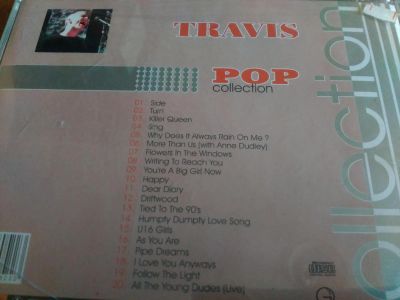 TRAVIS
POP
collection
01. Side
02. Turn
03. Killer Queen
04. Sing
05. Why Does It Always Rain On Me ?
06. More Than Us (with Anne Dudley)
07. Flowers In The Windows
08. Writing To Reach You
09. You're A Big Girl Now
10. Happy
11. Dear Diary
12. Driftwood
13. Tied To The 90's
14. Humpty Dumpty Love Song
15. U16 Girls
16. As You Are
17. Pipe Dreams
18. I Love You Anyways
19. Follow The Light
20. All The Young Dudes (Live)
ollection